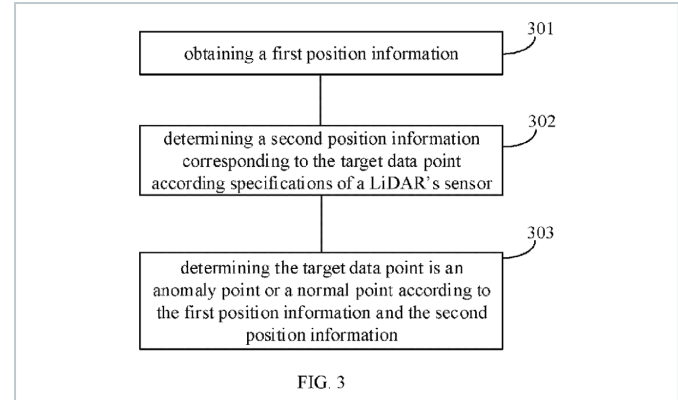 301
obtaining a first position information
302
determining a second position information
corresponding to the target data point
according specifications of a LiDAR's sensor
303
determining the target data point is an
anomaly point or a normal point according to
the first position information and the second
position information
FIG. 3